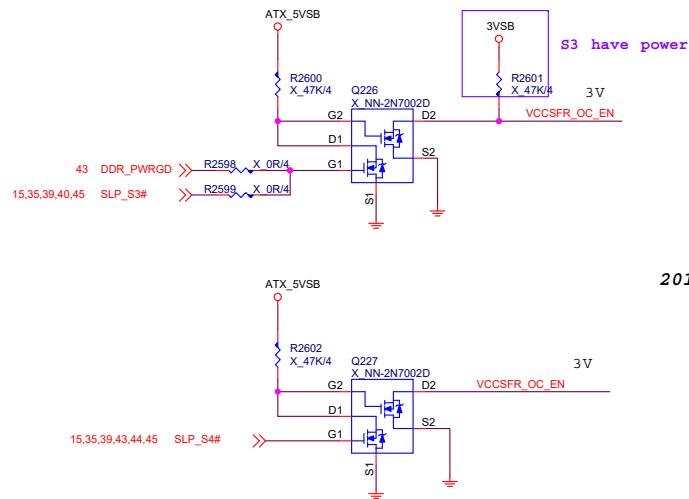 ATX_5VSB
3VSB
S3 have power
R2600
X_47K/4
R2601
X_47K/4
3V
Q226
X_NN-2N7002D
G2
D2
VCCSFR_OC_EN
D1
S2
43 DDR_PWRGD
R2598
X_0R/4
G1
15,35,39,40,45 SLP_S3#
R2599
X_0R/4
S1
201
ATX_5VSB
R2602
X_47K/4
Q227
X_NN-2N7002D
3V
G2
D2
VCCSFR_OC_EN
D1
S2
15,35,39,43,44,45 SLP_S4#
G1
S1